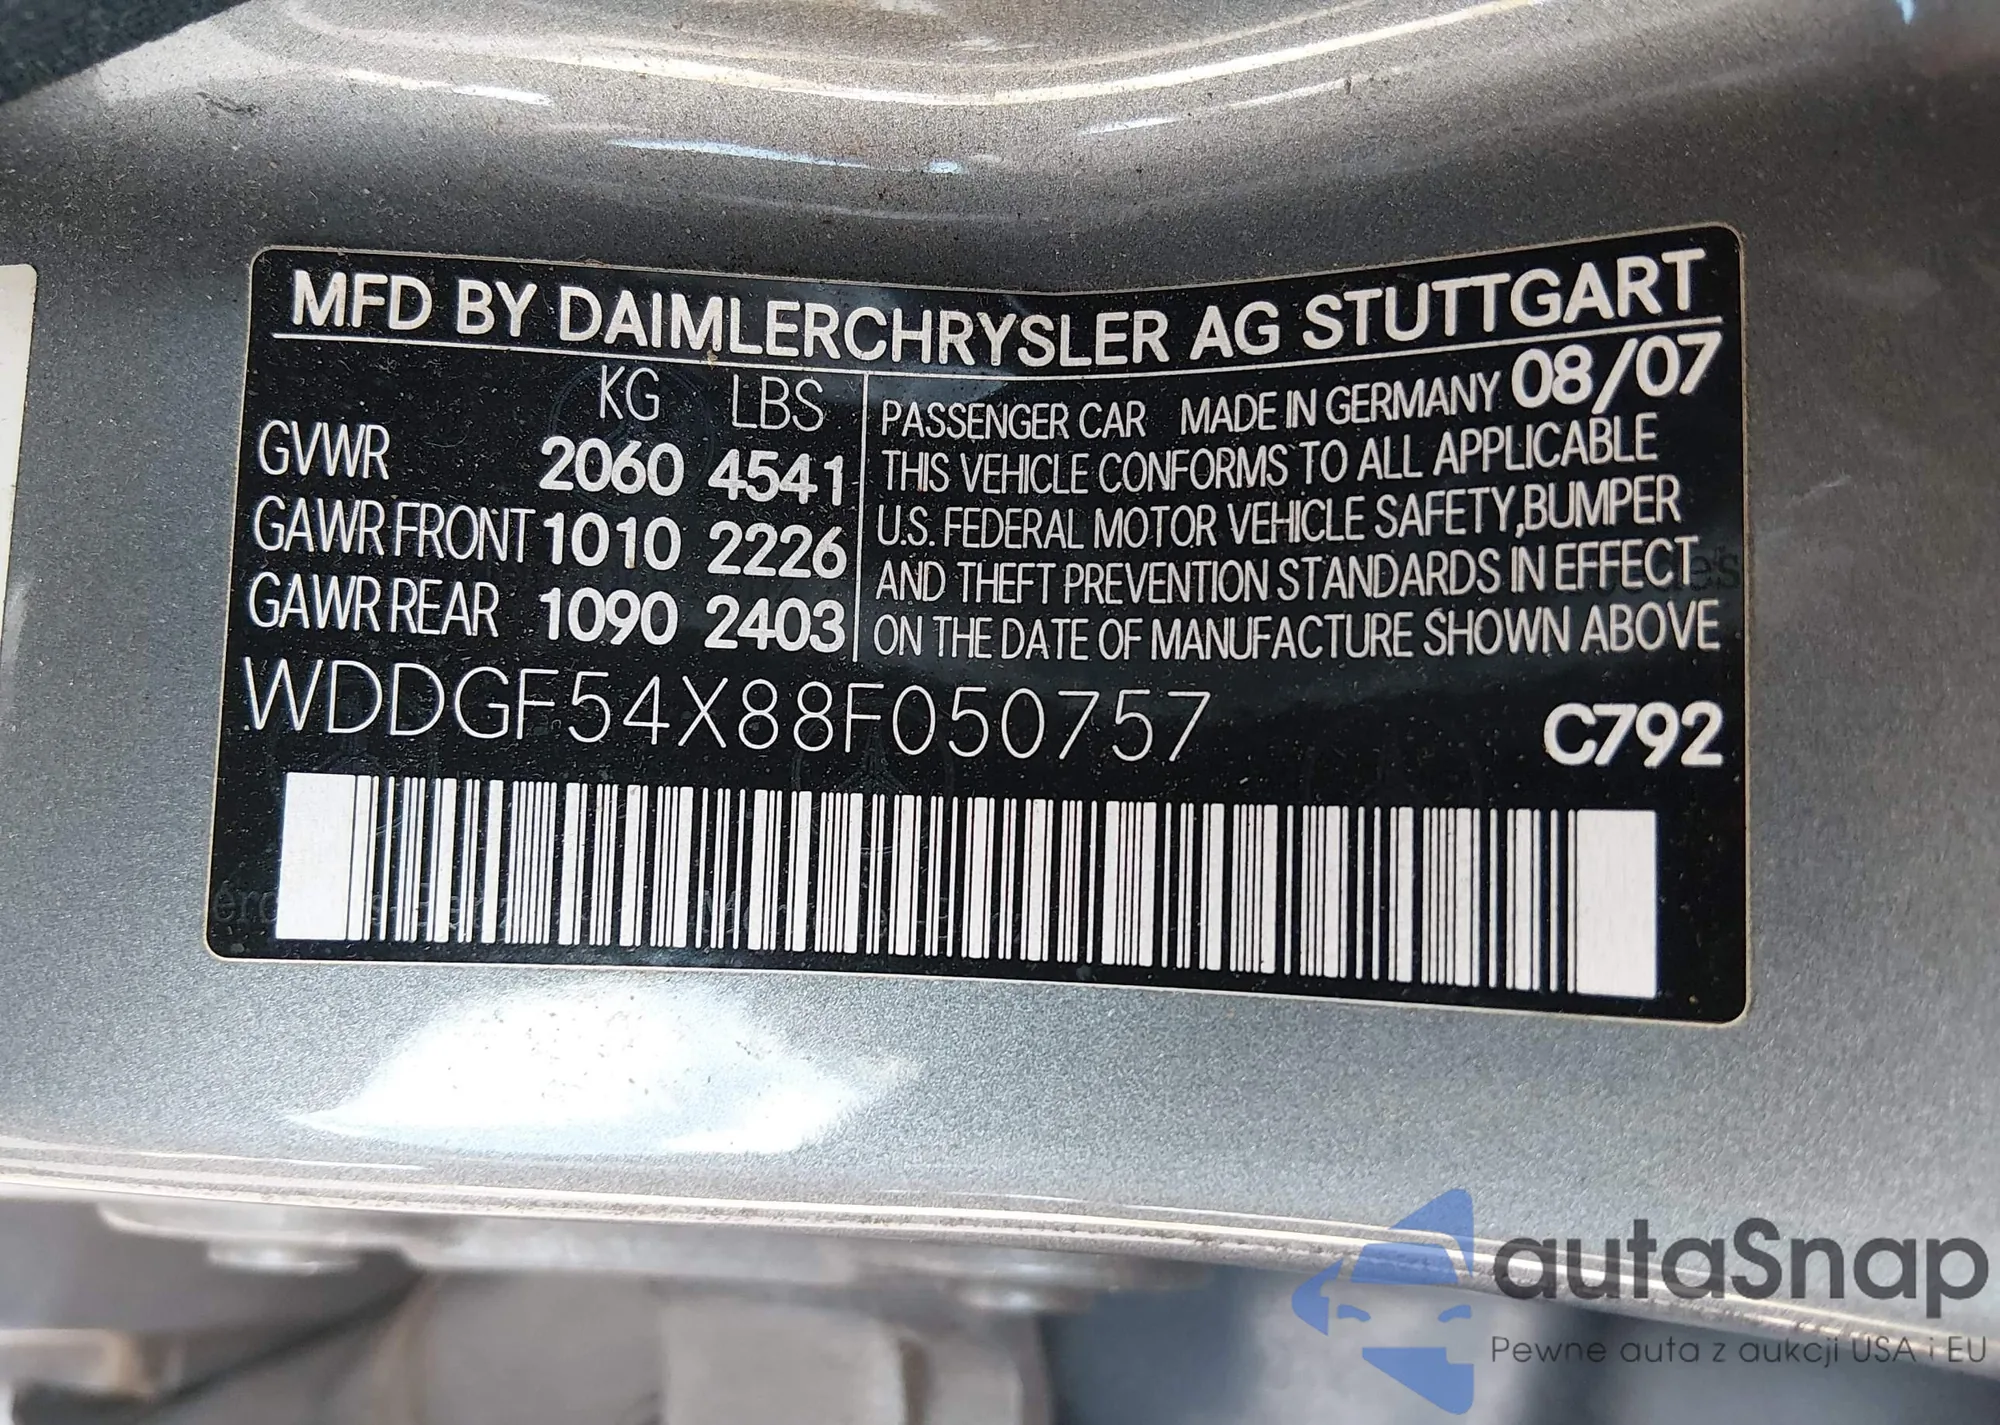 MFD BY DAIMLERCHRYSLER AG STUTTGART
KG LBS
GVWR 2060 4541
GAWR FRONT 1010 2226
GAWR REAR 1090 2403
PASSENGER CAR MADE IN GERMANY 08/07
THIS VEHICLE CONFORMS TO ALL APPLICABLE
U.S. FEDERAL MOTOR VEHICLE SAFETY,BUMPER
AND THEFT PREVENTION STANDARDS IN EFFECT
ON THE DATE OF MANUFACTURE SHOWN ABOVE
WDDGF54X88F050757
C792
autaSnap
Pewne auta z aukcji USA i EU